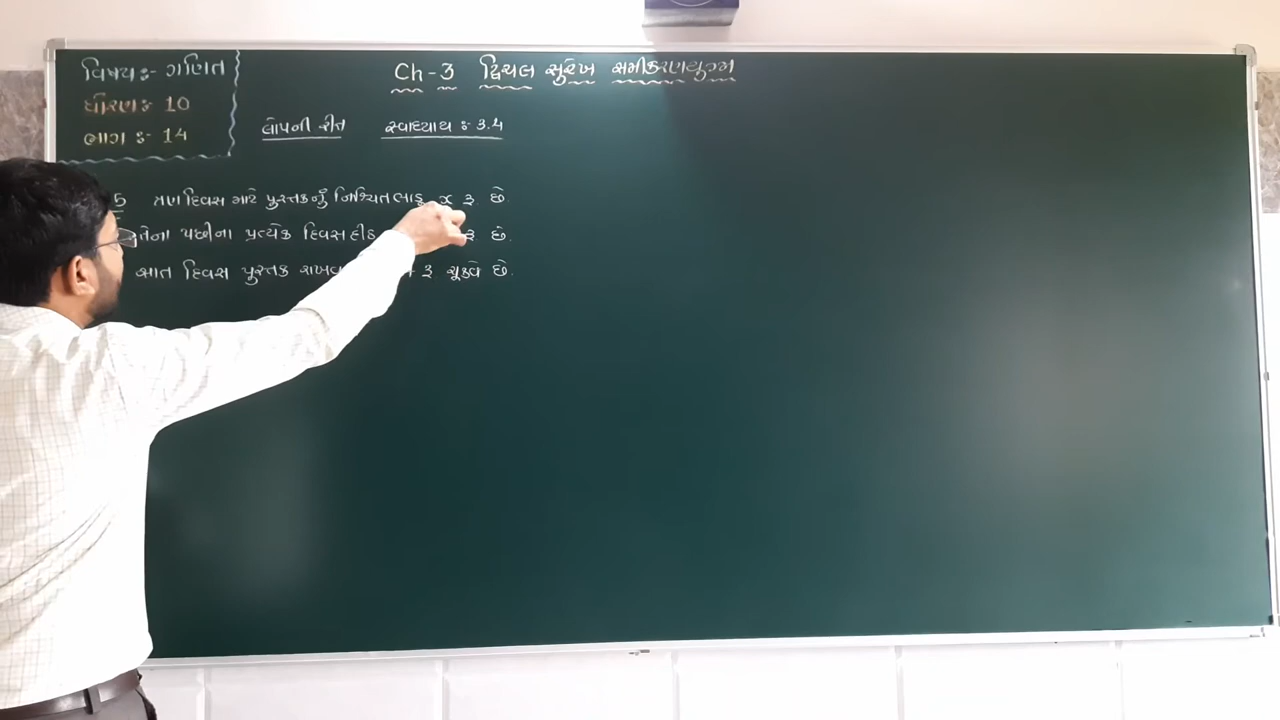 વિષય :- ગણિત
ધોરણ :- 10
ભાગ :- 14
Ch - 3 દ્વિચલ સુરેખ સમીકરણયુગ્મ
લોપની રીત સ્વાધ્યાય :- 3.4
5 ત્રણ દિવસ માટે પુસ્તકનું નિશ્ચિત ભાડૂ x રૂ છે.
તેના પછીના પ્રત્યેક દિવસ દીઠ રૂ છે.
સાત દિવસ પુસ્તક રૂ ચૂકવે છે.